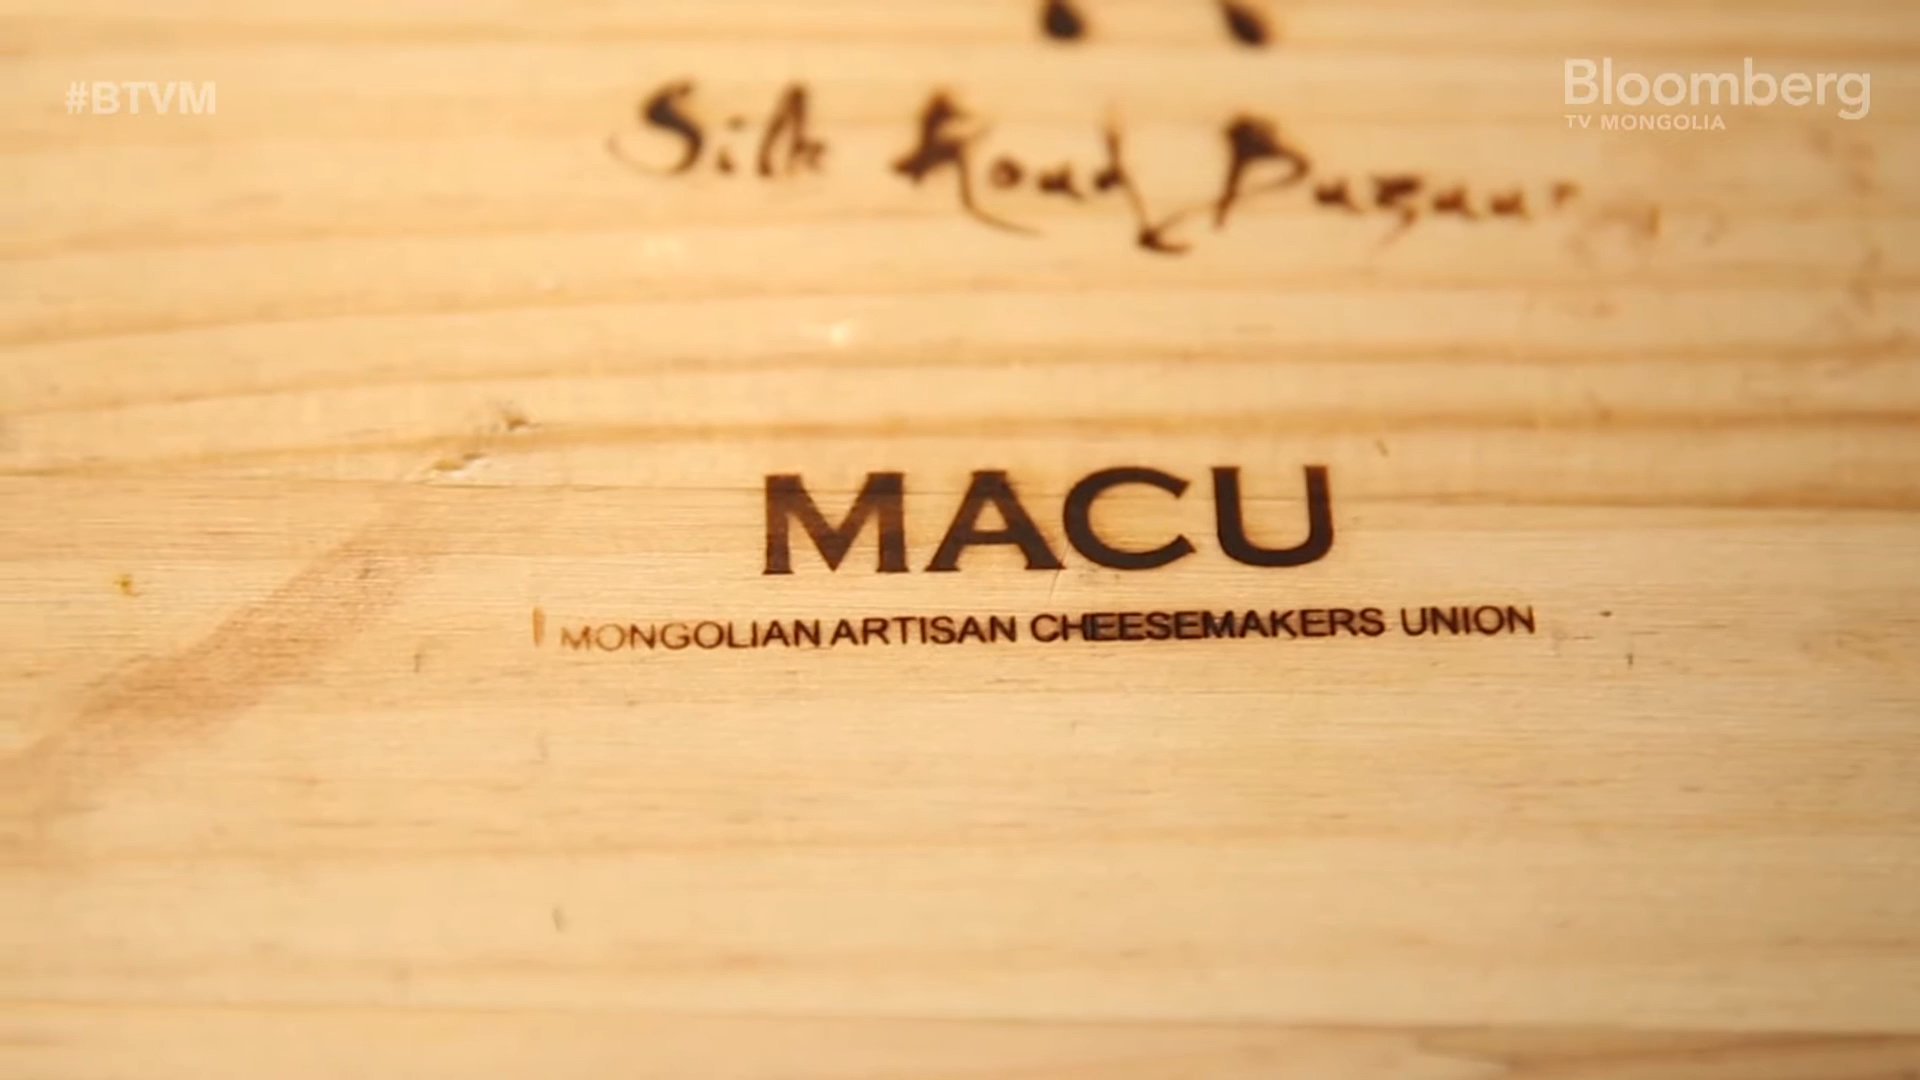 #BTVM
Bloomberg
TV MONGOLIA
Silk Road Bazaar
MACU
MONGOLIAN ARTISAN CHEESEMAKERS UNION